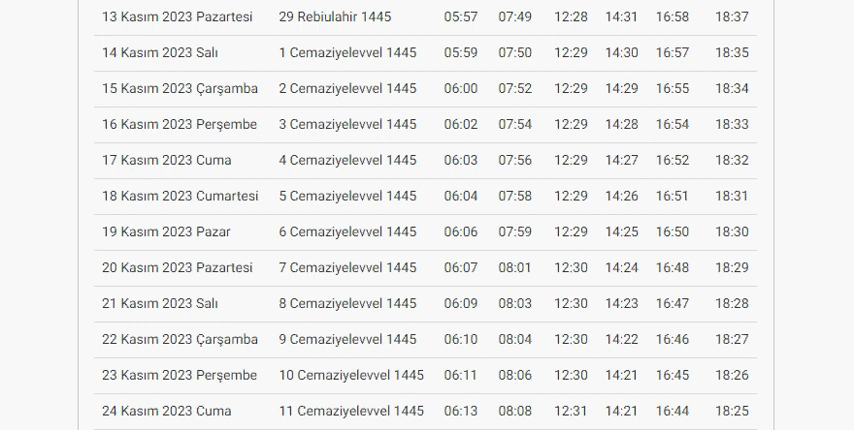 13 Kasım 2023 Pazartesi 29 Rebiulahir 1445 05:57 07:49 12:28 14:31 16:58 18:37
14 Kasım 2023 Salı 1 Cemaziyelevvel 1445 05:59 07:50 12:29 14:30 16:57 18:35
15 Kasım 2023 Çarşamba 2 Cemaziyelevvel 1445 06:00 07:52 12:29 14:29 16:55 18:34
16 Kasım 2023 Perşembe 3 Cemaziyelevvel 1445 06:02 07:54 12:29 14:28 16:54 18:33
17 Kasım 2023 Cuma 4 Cemaziyelevvel 1445 06:03 07:56 12:29 14:27 16:52 18:32
18 Kasım 2023 Cumartesi 5 Cemaziyelevvel 1445 06:04 07:58 12:29 14:26 16:51 18:31
19 Kasım 2023 Pazar 6 Cemaziyelevvel 1445 06:06 07:59 12:29 14:25 16:50 18:30
20 Kasım 2023 Pazartesi 7 Cemaziyelevvel 1445 06:07 08:01 12:30 14:24 16:48 18:29
21 Kasım 2023 Salı 8 Cemaziyelevvel 1445 06:09 08:03 12:30 14:23 16:47 18:28
22 Kasım 2023 Çarşamba 9 Cemaziyelevvel 1445 06:10 08:04 12:30 14:22 16:46 18:27
23 Kasım 2023 Perşembe 10 Cemaziyelevvel 1445 06:11 08:06 12:30 14:21 16:45 18:26
24 Kasım 2023 Cuma 11 Cemaziyelevvel 1445 06:13 08:08 12:31 14:21 16:44 18:25